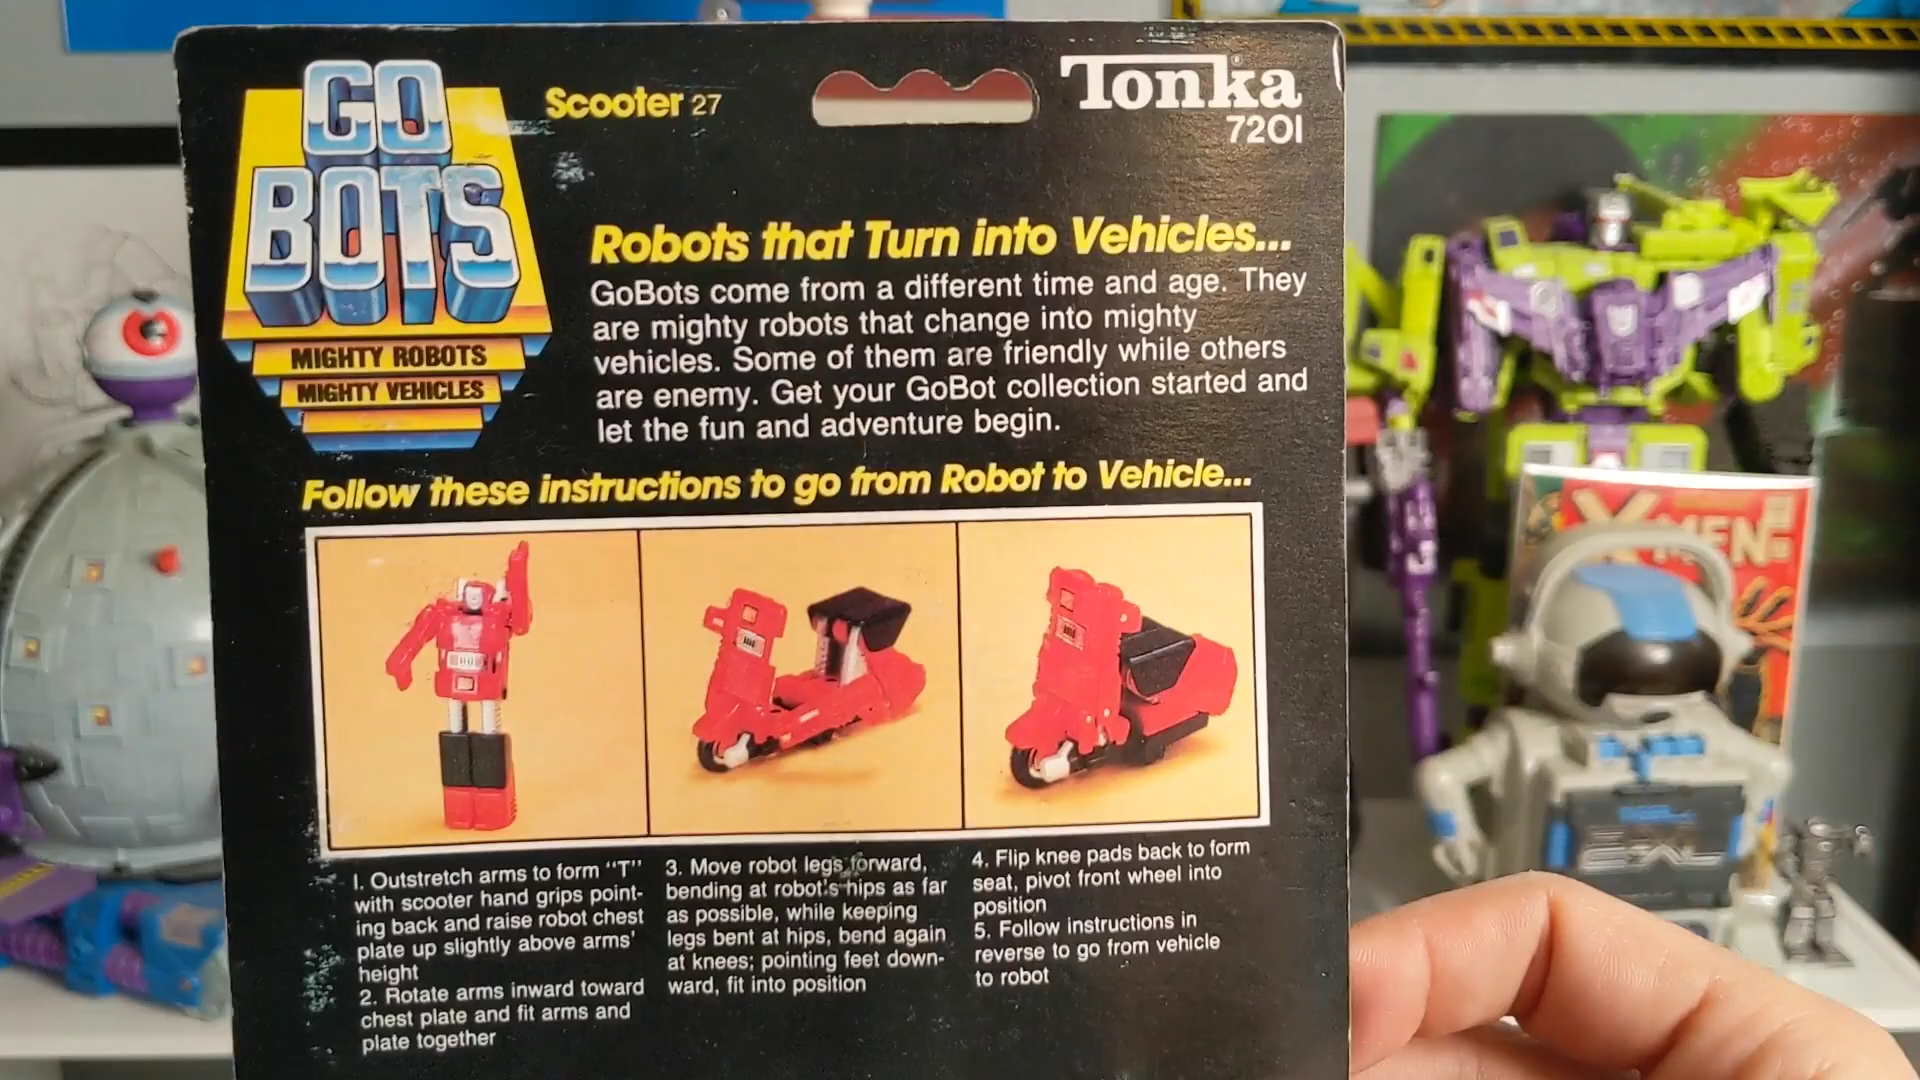 GO
BOTS
MIGHTY ROBOTS
MIGHTY VEHICLES
Scooter 27
Tonka
7201
Robots that Turn into Vehicles...
GoBots come from a different time and age. They
are mighty robots that change into mighty
vehicles. Some of them are friendly while others
are enemy. Get your GoBot collection started and
let the fun and adventure begin.
Follow these instructions to go from Robot to Vehicle...
1. Outstretch arms to form "T"
with scooter hand grips point-
ing back and raise robot chest
plate up slightly above arms'
height
2. Rotate arms inward toward
chest plate and fit arms and
plate together
3. Move robot legs forward,
bending at robot's hips as far
as possible, while keeping
legs bent at hips, bend again
at knees; pointing feet down-
ward, fit into position
4. Flip knee pads back to form
seat, pivot front wheel into
position
5. Follow instructions in
reverse to go from vehicle
to robot
X-MEN
2-XL